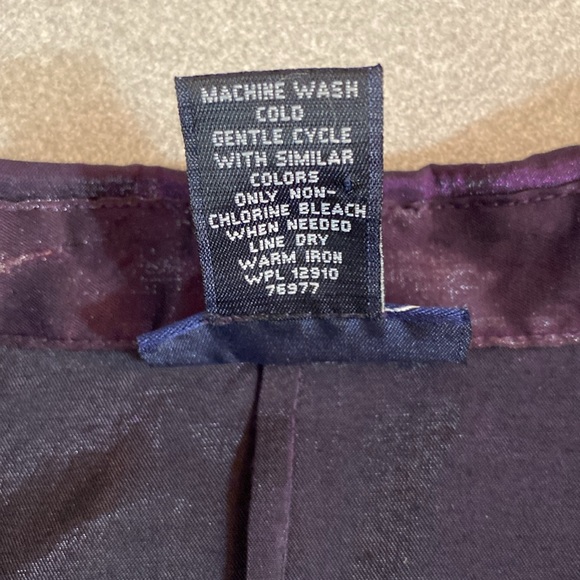 MACHINE WASH
COLD
GENTLE CYCLE
WITH SIMILAR
COLORS
ONLY NON-
CHLORINE BLEACH
WHEN NEEDED
LINE DRY
WARM IRON
WPL 12910
76977